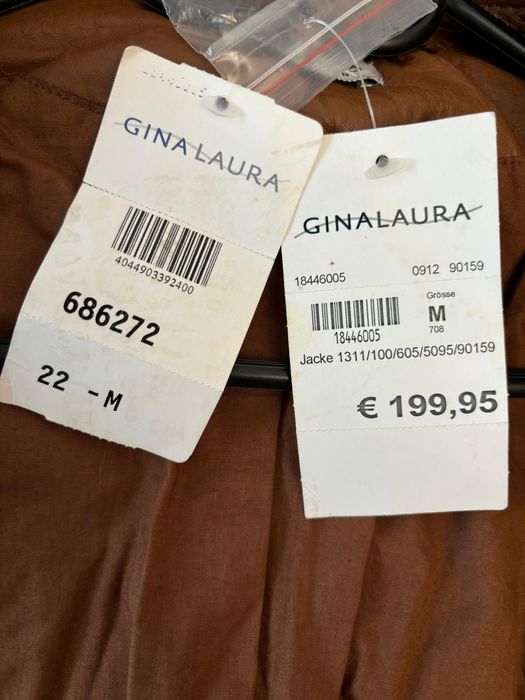 GINALAURA
4044903392400
686272
22 - M
GINALAURA
18446005 0912 90159
Grösse
M
708
18446005
Jacke 1311/100/605/5095/90159
€ 199,95